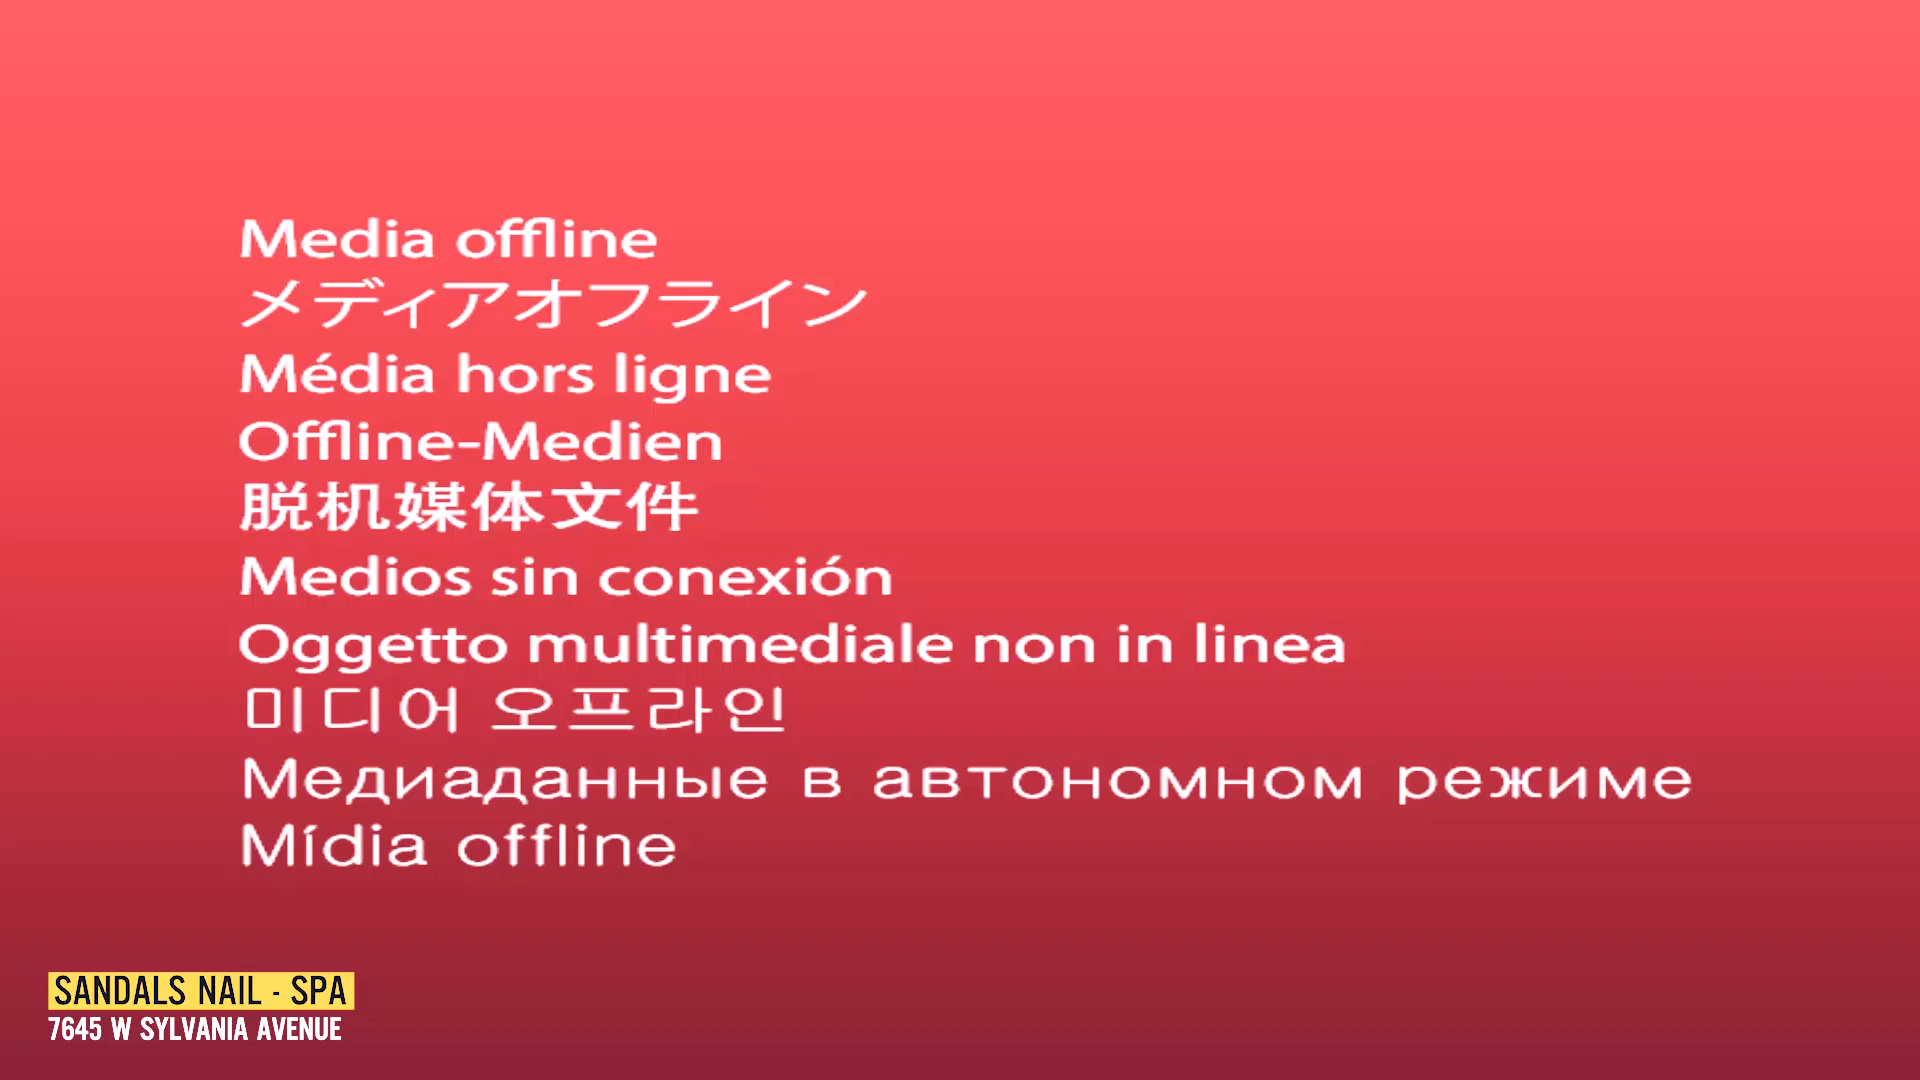 Media offline
メディアオフライン
Média hors ligne
Offline-Medien
脱机媒体文件
Medios sin conexión
Oggetto multimediale non in linea
미디어 오프라인
Медиаданные в автономном режиме
Mídia offline
SANDALS NAIL - SPA
7645 W SYLVANIA AVENUE